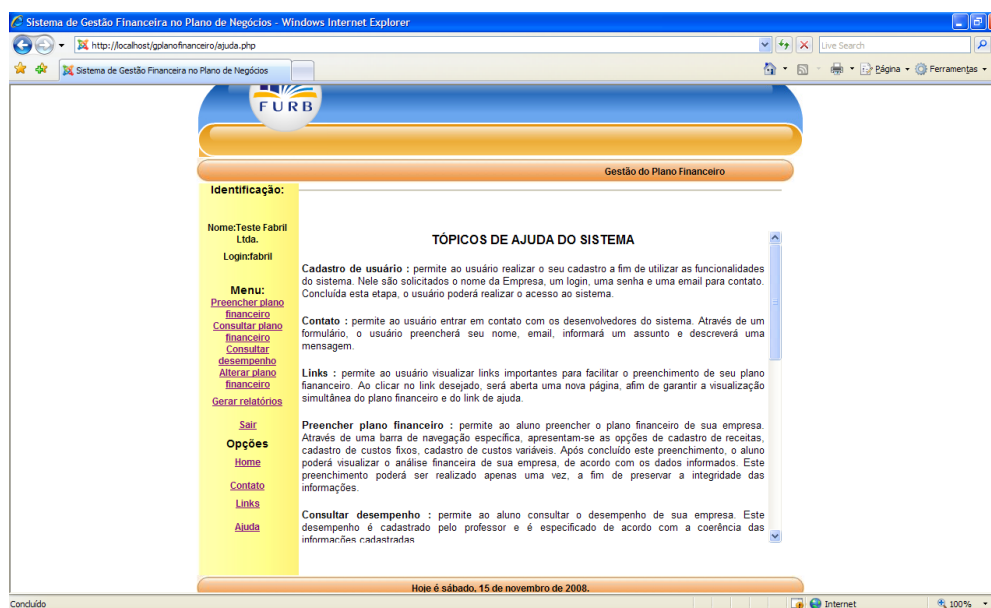 Sistema de Gestão Financeira no Plano de Negócios - Windows Internet Explorer
http://localhost/gplanofinanceiro/ajuda.php
Live Search
Sistema de Gestão Financeira no Plano de Negócios
Página
Ferramentas
FURB
Gestão do Plano Financeiro
Identificação:
Nome:Teste Fabril
Ltda.
Login:fabril
Menu:
Preencher plano
financeiro
Consultar plano
financeiro
Consultar
desempenho
Alterar plano
financeiro
Gerar relatórios
Sair
Opções
Home
Contato
Links
Ajuda
TÓPICOS DE AJUDA DO SISTEMA
Cadastro de usuário : permite ao usuário realizar o seu cadastro a fim de utilizar as funcionalidades
do sistema. Nele são solicitados o nome da Empresa, um login, uma senha e uma email para contato.
Concluída esta etapa, o usuário poderá realizar o acesso ao sistema.
Contato : permite ao usuário entrar em contato com os desenvolvedores do sistema. Através de um
formulário, o usuário preencherá seu nome, email, informará um assunto e descreverá uma
mensagem.
Links : permite ao usuário visualizar links importantes para facilitar o preenchimento de seu plano
fiananceiro. Ao clicar no link desejado, será aberta uma nova página, afim de garantir a visualização
simultânea do plano financeiro e do link de ajuda.
Preencher plano financeiro : permite ao aluno preencher o plano financeiro de sua empresa.
Através de uma barra de navegação específica, apresentam-se as opções de cadastro de receitas,
cadastro de custos fixos, cadastro de custos variáveis. Após concluído este preenchimento, o aluno
poderá visualizar o análise financeira de sua empresa, de acordo com os dados informados. Este
preenchimento poderá ser realizado apenas uma vez, a fim de preservar a integridade das
informações.
Consultar desempenho : permite ao aluno consultar o desempenho de sua empresa. Este
desempenho é cadastrado pelo professor e é especificado de acordo com a coerência das
informações cadastradas
Hoje é sábado, 15 de novembro de 2008.
Concluído
Internet
100%